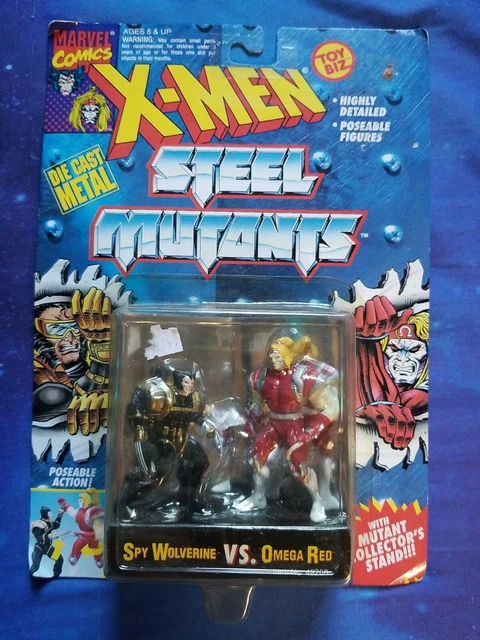 MARVEL
COMICS
AGES 5 & UP
WARNING: May contain small parts.
Not recommended for children under 3
years of age or for those who still put
objects in their mouths.
X-MEN
TOY
BIZ
• HIGHLY
DETAILED
• POSEABLE
FIGURES
DIE CAST
METAL
STEEL
MUTANTS™
POSEABLE
ACTION!
SPY WOLVERINE VS. OMEGA RED
WITH
MUTANT
COLLECTOR'S
STAND!!!